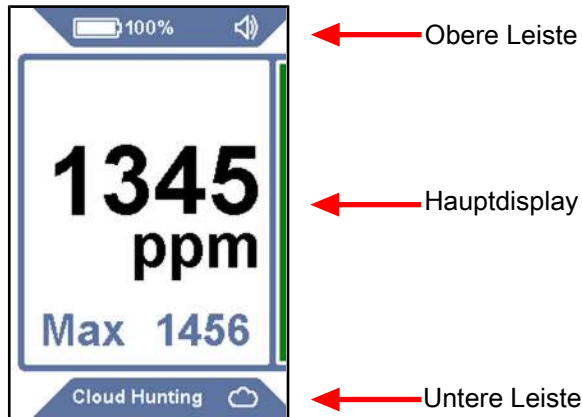 100%
Obere Leiste
1345
ppm
Hauptdisplay
Max 1456
Cloud Hunting
Untere Leiste